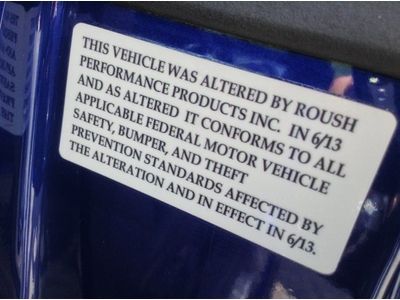 THIS VEHICLE WAS ALTERED BY ROUSH
PERFORMANCE PRODUCTS INC. IN 6/13
AND AS ALTERED IT CONFORMS TO ALL
APPLICABLE FEDERAL MOTOR VEHICLE
SAFETY, BUMPER, AND THEFT
PREVENTION STANDARDS AFFECTED BY
THE ALTERATION AND IN EFFECT IN 6/13.